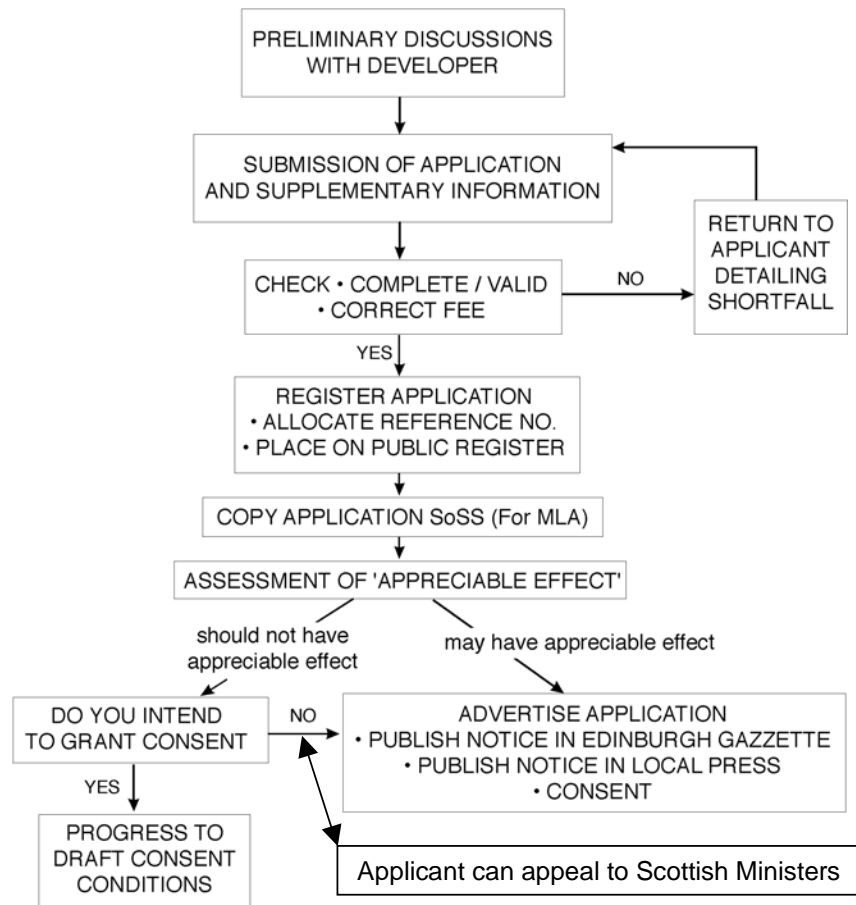 PRELIMINARY DISCUSSIONS
WITH DEVELOPER
SUBMISSION OF APPLICATION
AND SUPPLEMENTARY INFORMATION
RETURN TO
APPLICANT
DETAILING
SHORTFALL
CHECK • COMPLETE / VALID
• CORRECT FEE
NO
YES
REGISTER APPLICATION
• ALLOCATE REFERENCE NO.
• PLACE ON PUBLIC REGISTER
COPY APPLICATION SoSS (For MLA)
ASSESSMENT OF 'APPRECIABLE EFFECT'
should not have
appreciable effect
may have appreciable effect
DO YOU INTEND
TO GRANT CONSENT
NO
ADVERTISE APPLICATION
• PUBLISH NOTICE IN EDINBURGH GAZZETTE
• PUBLISH NOTICE IN LOCAL PRESS
• CONSENT
YES
PROGRESS TO
DRAFT CONSENT
CONDITIONS
Applicant can appeal to Scottish Ministers